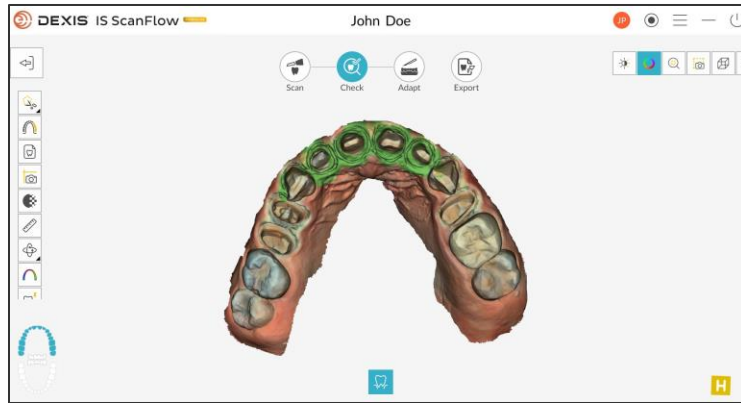 DEXIS IS ScanFlow
John Doe
JP
Scan
Check
Adapt
Export
H